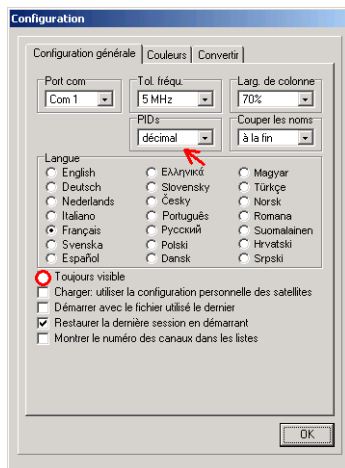 Configuration
Configuration générale Couleurs Convertir
Port com Tol. fréqu. Larg. de colonne
Com 1 5 MHz 70%
PIDs Couper les noms
décimal à la fin
Langue
English Ελληνικά Magyar
Deutsch Slovensky Türkçe
Nederlands Česky Norsk
Italiano Português Romana
Français Русский Suomalainen
Svenska Polski Hrvatski
Español Dansk Srpski
Toujours visible
Charger: utiliser la configuration personnelle des satellites
Démarrer avec le fichier utilisé le dernier
Restaurer la dernière session en démarrant
Montrer le numéro des canaux dans les listes
OK